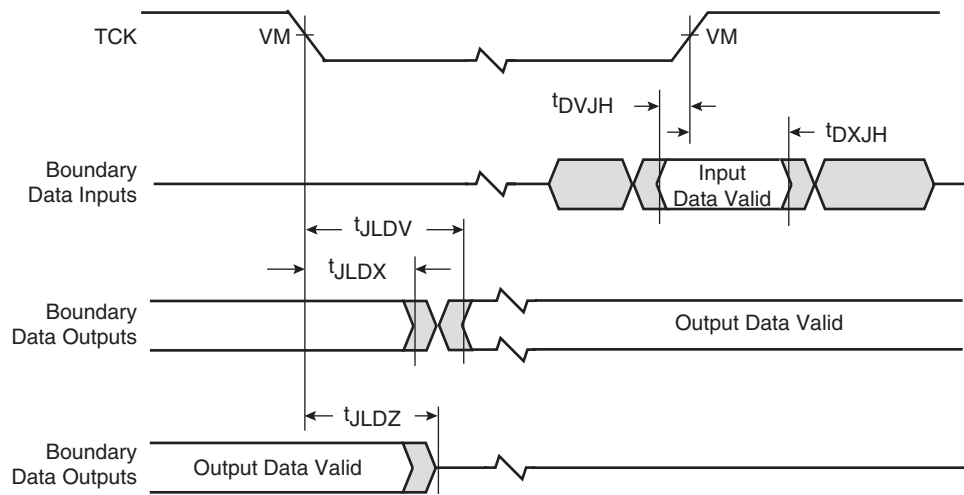 TCK
VM
VM
tDVJH
tDXJH
Boundary
Data Inputs
Input
Data Valid
tJLDV
tJLDX
Boundary
Data Outputs
Output Data Valid
tJLDZ
Boundary
Data Outputs
Output Data Valid